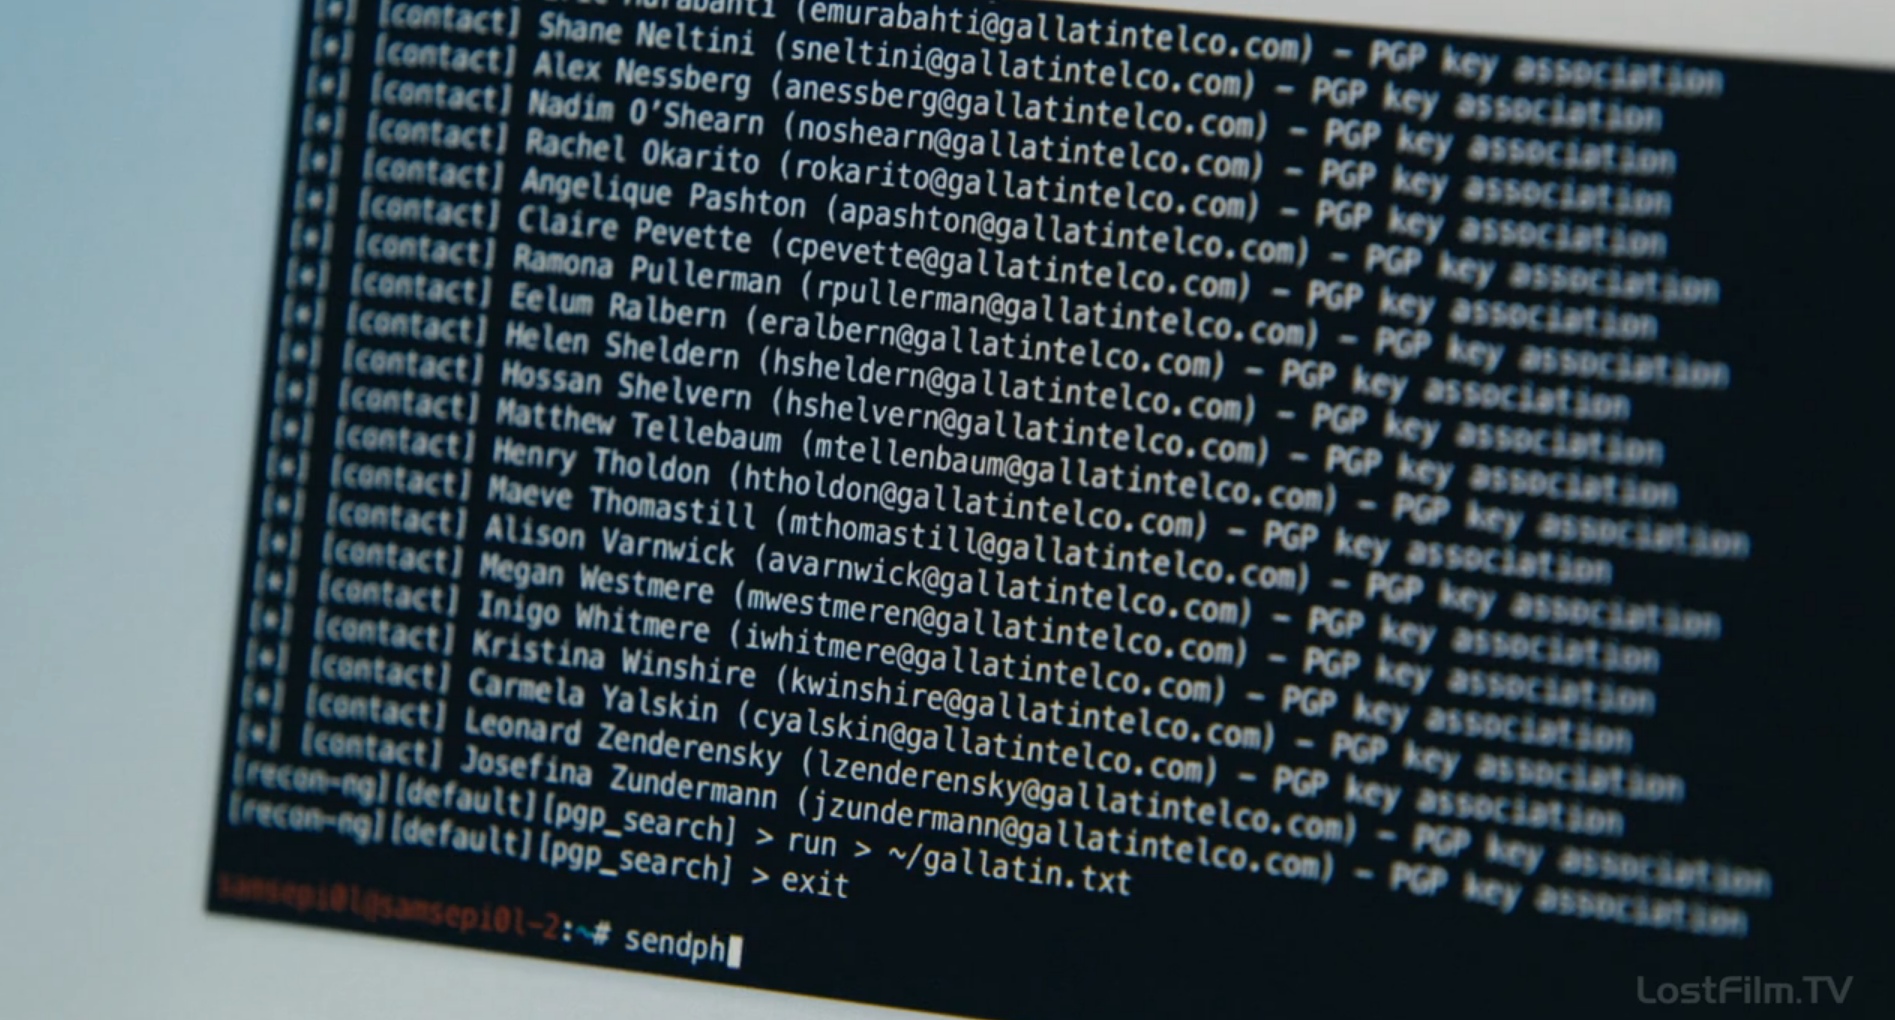 (emurabahti@gallatintelco.com) – PGP key association
[*] [contact] Shane Neltini (sneltini@gallatintelco.com) – PGP key association
[*] [contact] Alex Nessberg (anessberg@gallatintelco.com) – PGP key association
[*] [contact] Nadim O'Shearn (noshearn@gallatintelco.com) – PGP key association
[*] [contact] Rachel Okarito (rokarito@gallatintelco.com) – PGP key association
[*] [contact] Angelique Pashton (apashton@gallatintelco.com) – PGP key association
[*] [contact] Claire Pevette (cpevette@gallatintelco.com) – PGP key association
[*] [contact] Ramona Pullerman (rpullerman@gallatintelco.com) – PGP key association
[*] [contact] Eelum Ralbern (eralbern@gallatintelco.com) – PGP key association
[*] [contact] Helen Sheldern (hsheldern@gallatintelco.com) – PGP key association
[*] [contact] Hossan Shelvern (hshelvern@gallatintelco.com) – PGP key association
[*] [contact] Matthew Tellebaum (mtellenbaum@gallatintelco.com) – PGP key association
[*] [contact] Henry Tholdon (htholdon@gallatintelco.com) – PGP key association
[*] [contact] Maeve Thomastill (mthomastill@gallatintelco.com) – PGP key association
[*] [contact] Alison Varnwick (avarnwick@gallatintelco.com) – PGP key association
[*] [contact] Megan Westmere (mwestmeren@gallatintelco.com) – PGP key association
[*] [contact] Inigo Whitmere (iwhitmere@gallatintelco.com) – PGP key association
[*] [contact] Kristina Winshire (kwinshire@gallatintelco.com) – PGP key association
[*] [contact] Carmela Yalskin (cyalskin@gallatintelco.com) – PGP key association
[*] [contact] Leonard Zenderensky (lzenderensky@gallatintelco.com) – PGP key association
[*] [contact] Josefina Zundermann (jzundermann@gallatintelco.com) – PGP key association
[recon-ng][default][pgp_search] > run > ~/gallatin.txt
[recon-ng][default][pgp_search] > exit
samsepi0l@samsepi0l-2:~# sendph
LostFilm.TV